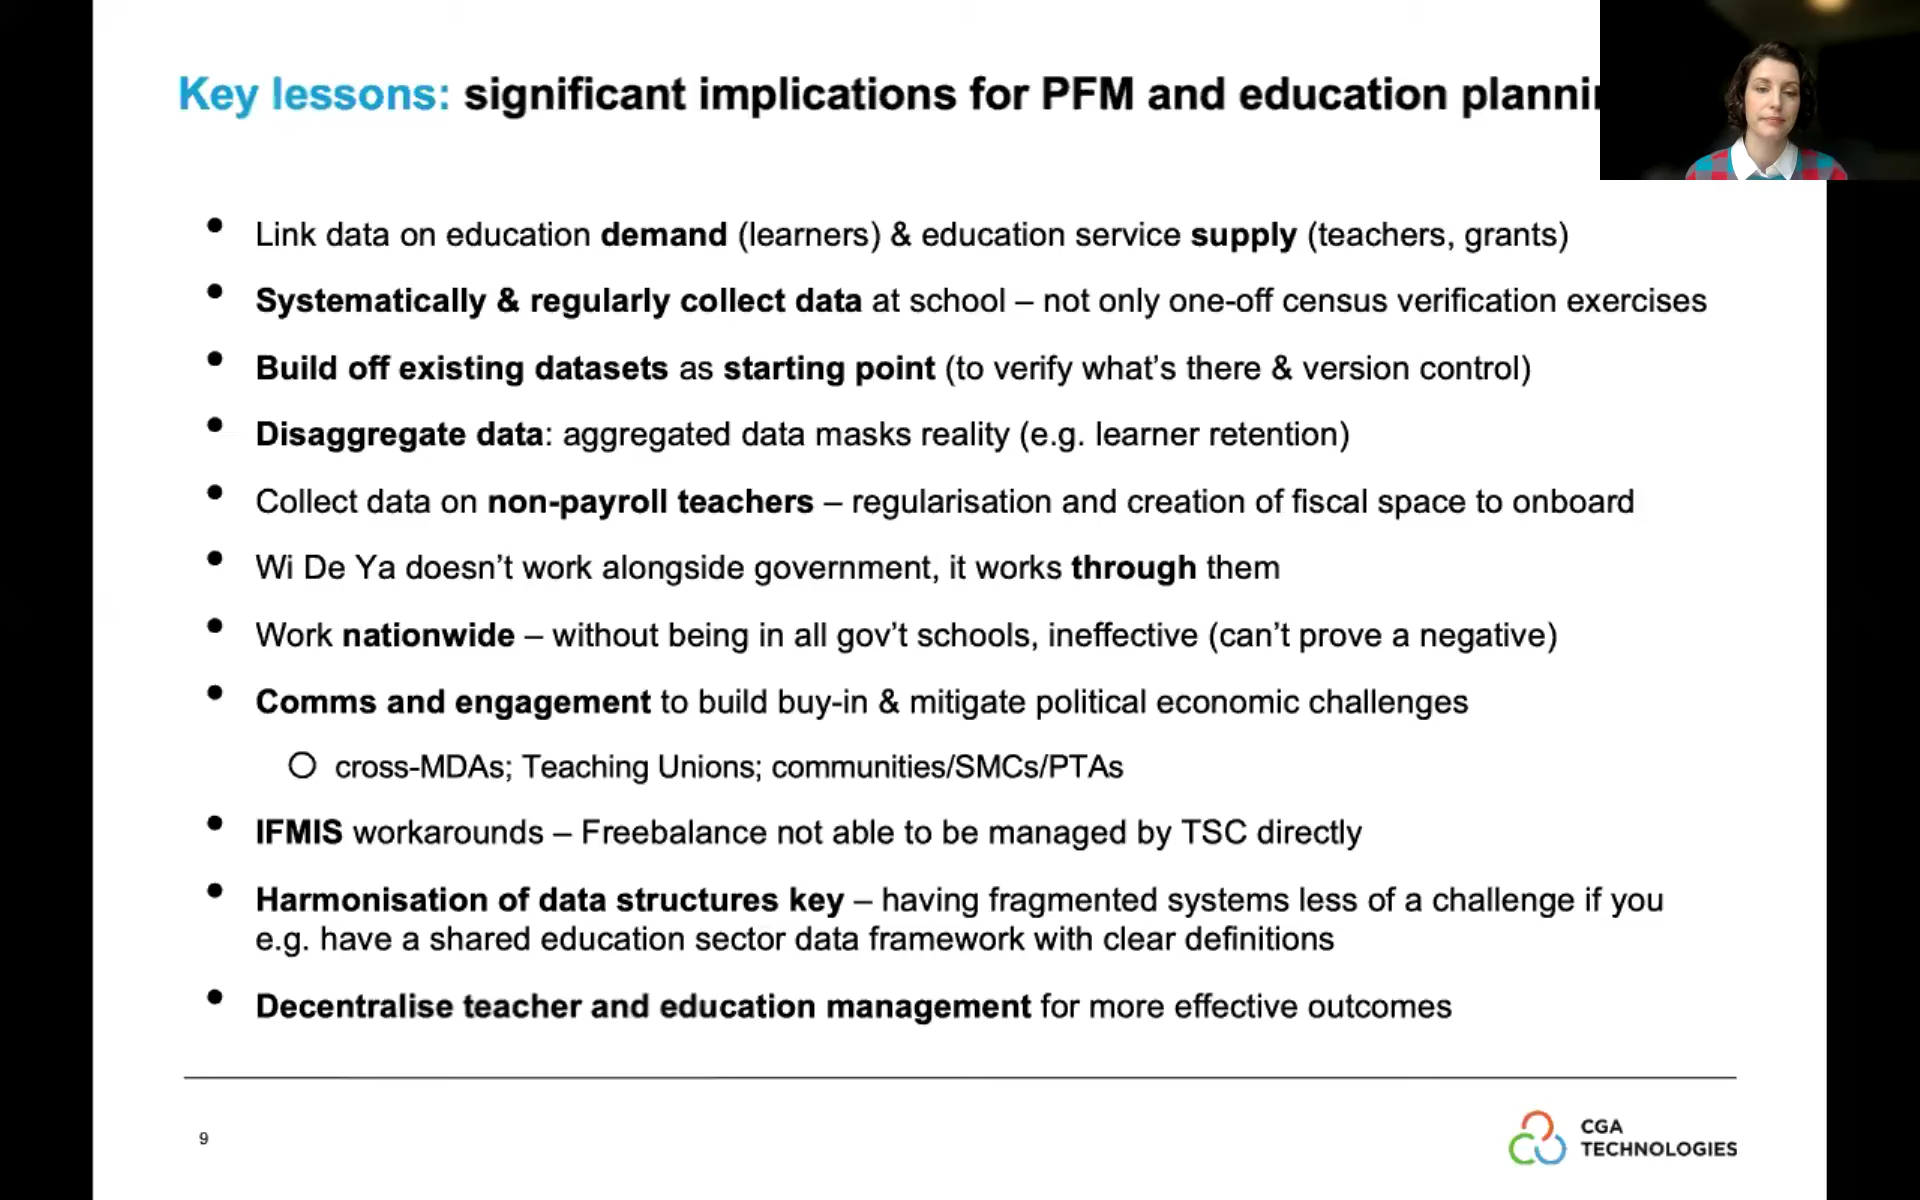 Key lessons: significant implications for PFM and education
• Link data on education demand (learners) & education service supply (teachers, grants)
• Systematically & regularly collect data at school – not only one-off census verification exercises
• Build off existing datasets as starting point (to verify what’s there & version control)
• Disaggregate data: aggregated data masks reality (e.g. learner retention)
• Collect data on non-payroll teachers – regularisation and creation of fiscal space to onboard
• Wi De Ya doesn’t work alongside government, it works through them
• Work nationwide – without being in all gov’t schools, ineffective (can’t prove a negative)
• Comms and engagement to build buy-in & mitigate political economic challenges
○ cross-MDAs; Teaching Unions; communities/SMCs/PTAs
• IFMIS workarounds – Freebalance not able to be managed by TSC directly
• Harmonisation of data structures key – having fragmented systems less of a challenge if you
e.g. have a shared education sector data framework with clear definitions
• Decentralise teacher and education management for more effective outcomes
9
CGA
TECHNOLOGIES